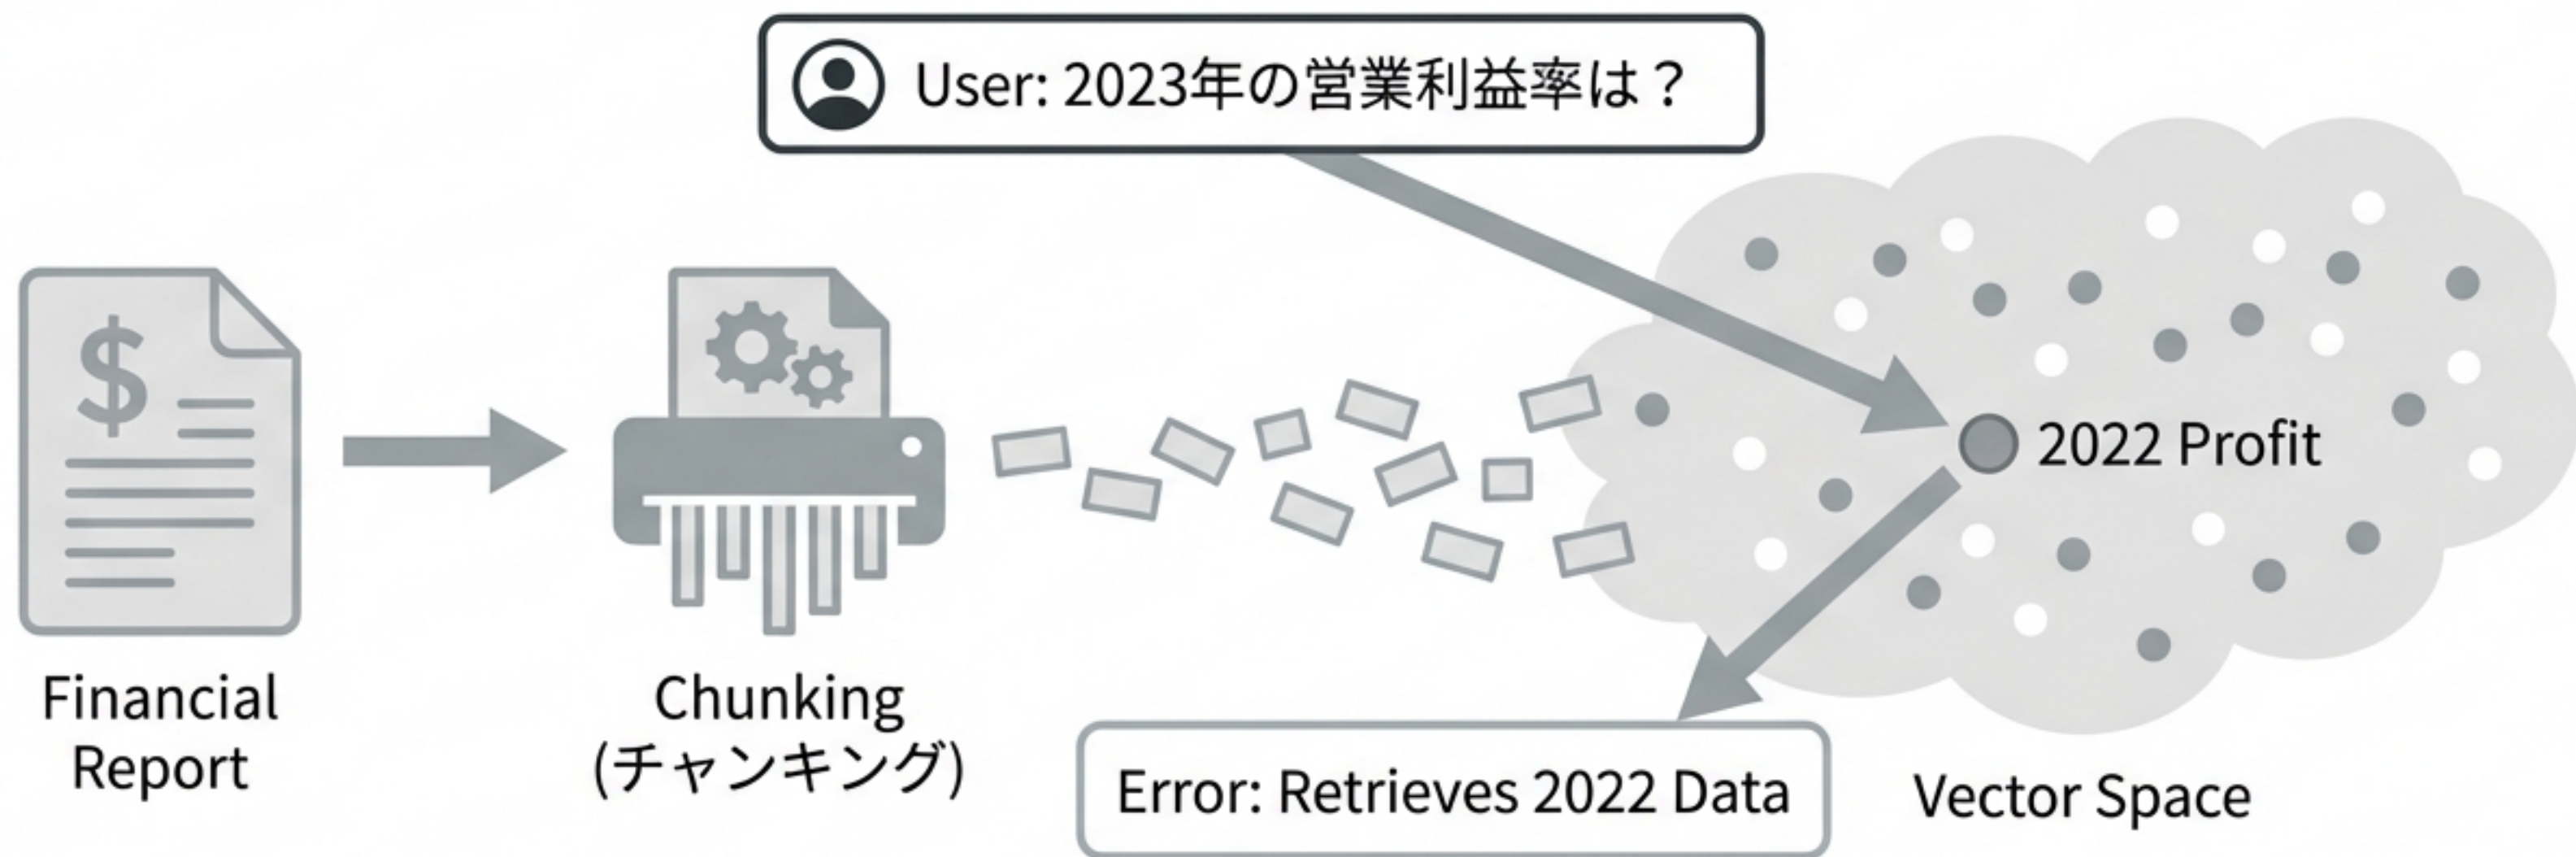 User: 2023年の営業利益率は？
$
2022 Profit
Financial
Report
Chunking
(チャンキング)
Error: Retrieves 2022 Data
Vector Space